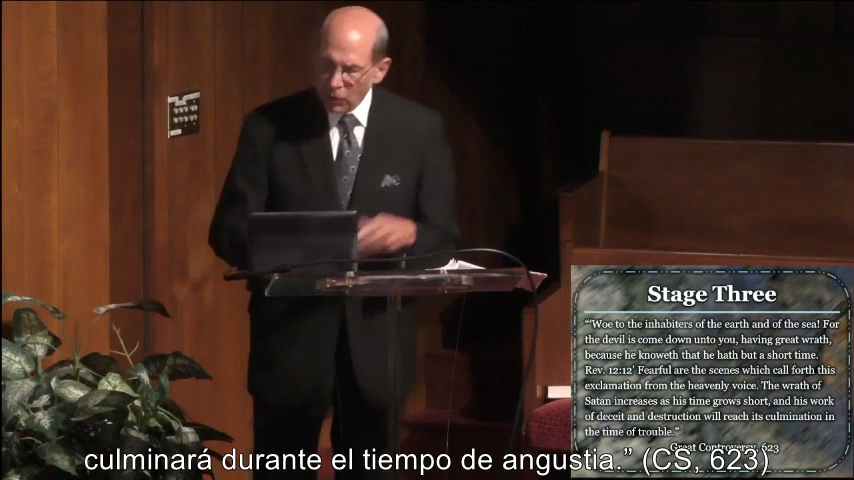 Stage Three
"'Woe to the inhabiters of the earth and of the sea! For
the devil is come down unto you, having great wrath,
because he knoweth that he hath but a short time.
Rev. 12:12' Fearful are the scenes which call forth this
exclamation from the heavenly voice. The wrath of
Satan increases as his time grows short, and his work
of deceit and destruction will reach its culmination in
the time of trouble."
Great Controversy, 623
culminará durante el tiempo de angustia." (CS, 623)